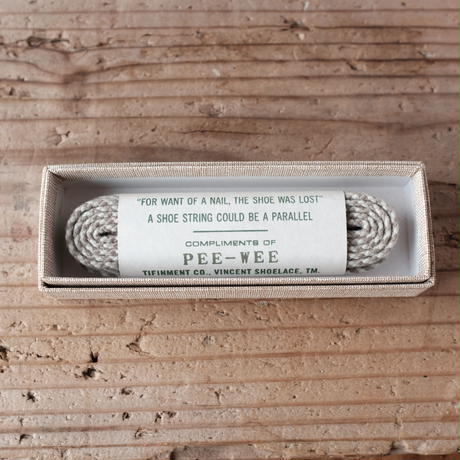 "FOR WANT OF A NAIL, THE SHOE WAS LOST"
A SHOE STRING COULD BE A PARALLEL
COMPLIMENTS OF
PEE-WEE
TIFINMENT CO., VINCENT SHOELACE, TM.